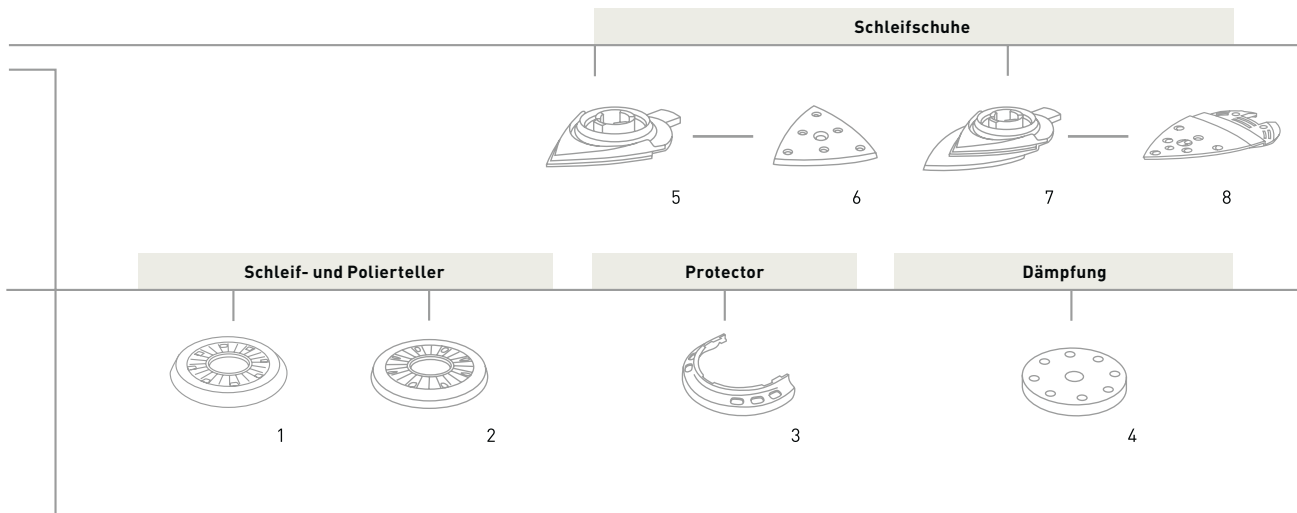 Schleifschuhe
5 6 7 8
Schleif- und Polierteller Protector Dämpfung
1 2 3 4